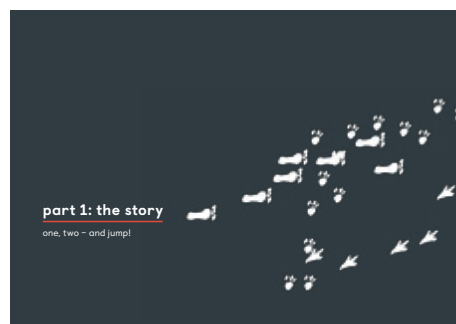 part 1: the story
one, two – and jump!